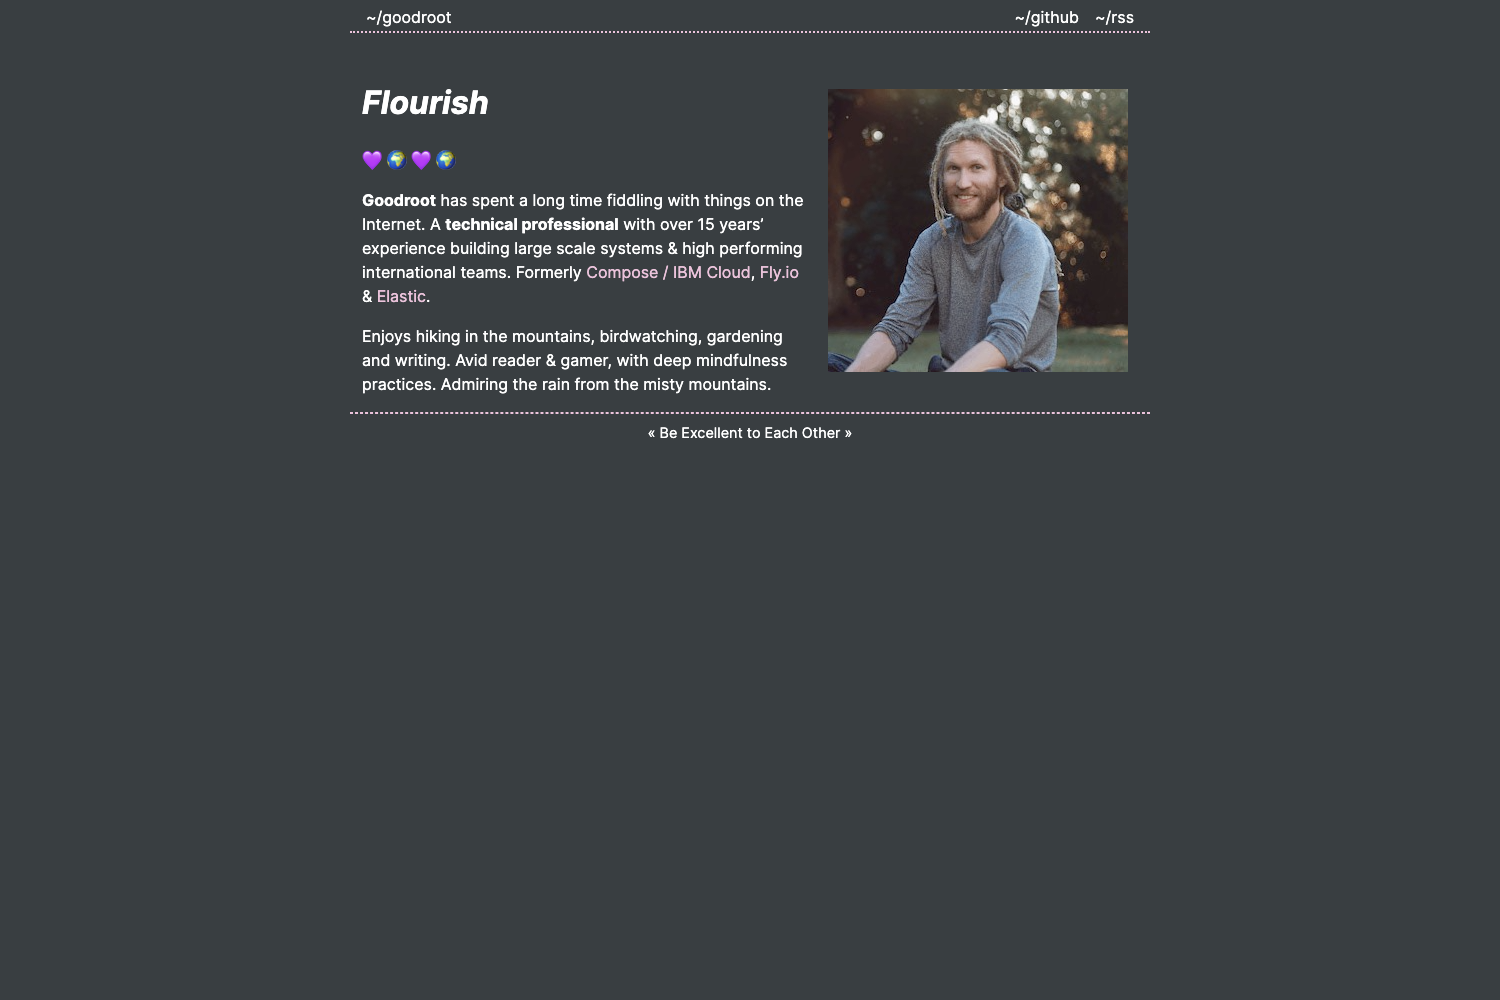 ~/goodroot ~/github ~/rss
Flourish
💜 🌍 💜 🌍
Goodroot has spent a long time fiddling with things on the
Internet. A technical professional with over 15 years’
experience building large scale systems & high performing
international teams. Formerly Compose / IBM Cloud, Fly.io
& Elastic.
Enjoys hiking in the mountains, birdwatching, gardening
and writing. Avid reader & gamer, with deep mindfulness
practices. Admiring the rain from the misty mountains.
« Be Excellent to Each Other »